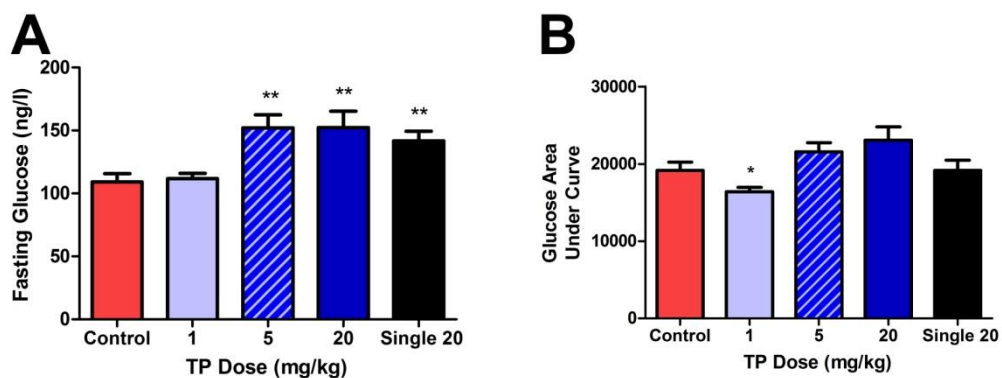 A
Fasting Glucose (ng/l)
200
150
100
50
0
**
**
**
Control 1 5 20 Single 20
TP Dose (mg/kg)
B
Glucose Area
Under Curve
30000
20000
10000
0
*
Control 1 5 20 Single 20
TP Dose (mg/kg)